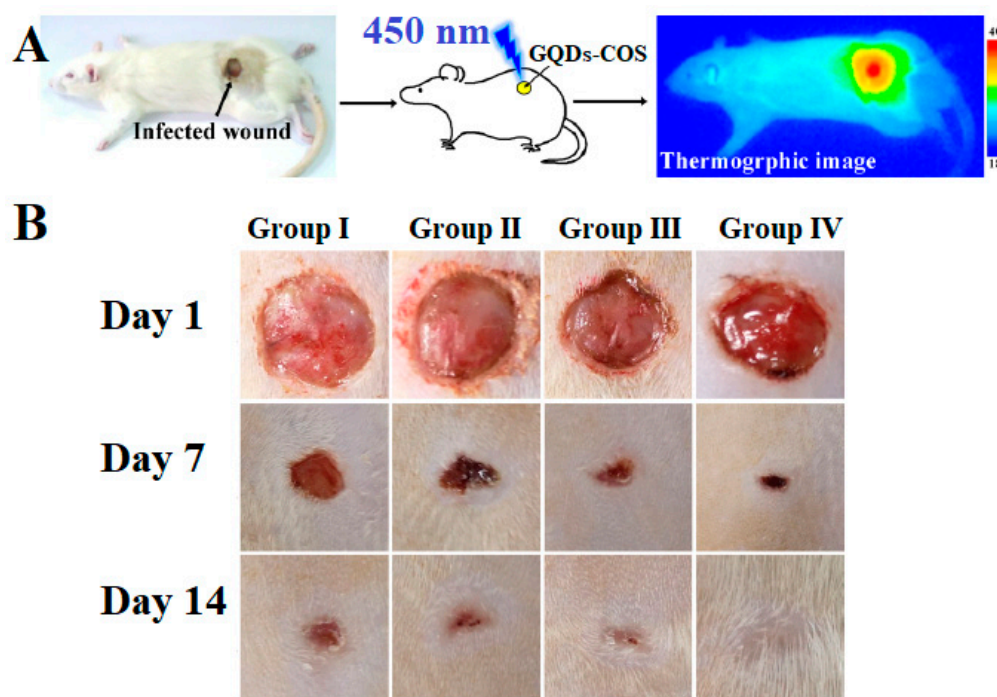 A
450 nm
GQDs-COS
Infected wound
Thermogrphic image
B
Group I
Group II
Group III
Group IV
Day 1
Day 7
Day 14